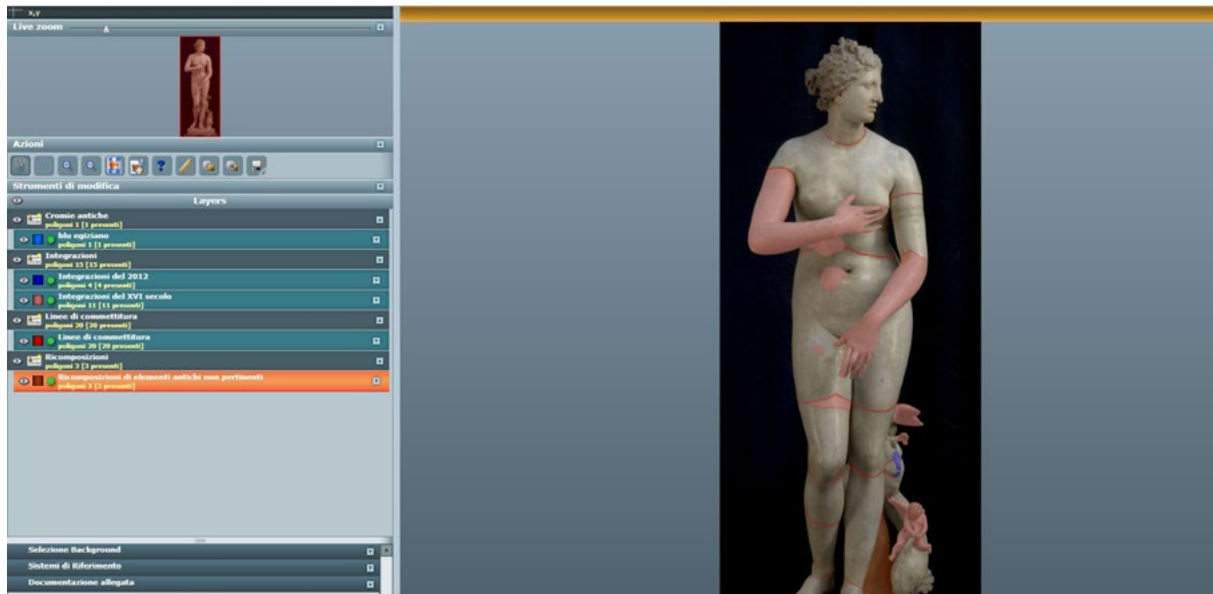 x,y
Live zoom
Azioni
?
Strumenti di modifica
Layers
Cromie antiche
poligoni 1 [1 presenti]
blu egiziano
poligoni 1 [1 presenti]
Integrazioni
poligoni 15 [15 presenti]
Integrazioni del 2012
poligoni 4 [4 presenti]
Integrazioni del XVI secolo
poligoni 11 [11 presenti]
Linee di commettitura
poligoni 20 [20 presenti]
Linee di commettitura
poligoni 20 [20 presenti]
Ricomposizioni
poligoni 3 [3 presenti]
Ricomposizioni di elementi antichi non pertinenti
poligoni 3 [3 presenti]
Selezione Background
Sistemi di Riferimento
Documentazione allegata